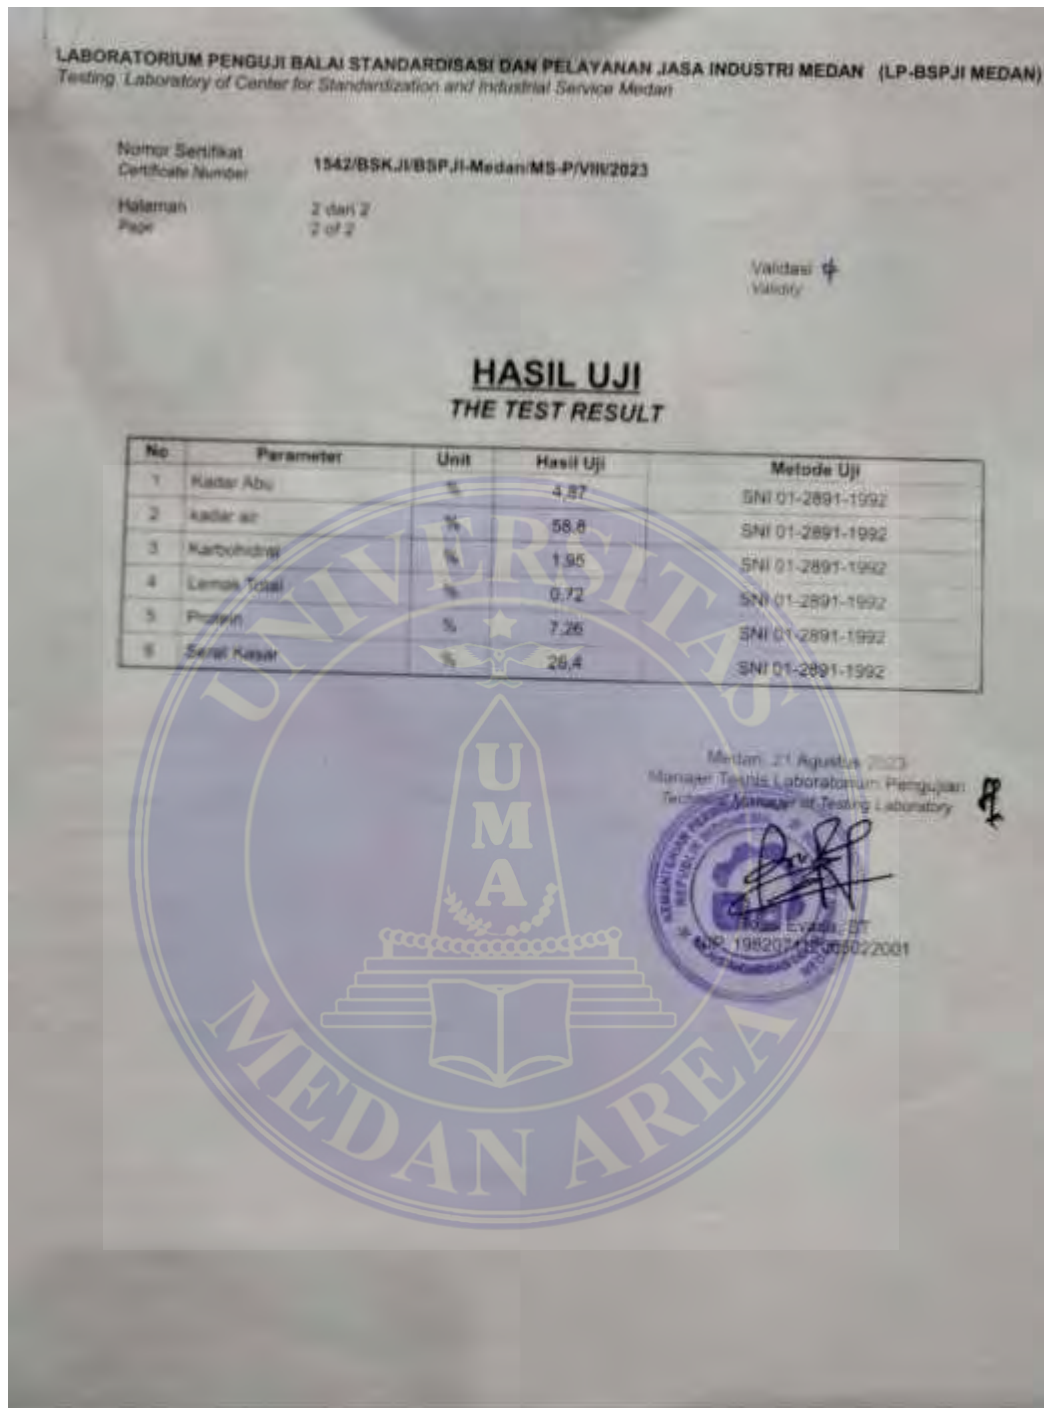 LABORATORIUM PENGUJI BALAI STANDARDISASI DAN PELAYANAN JASA INDUSTRI MEDAN (LP-BSPJI MEDAN)
Testing Laboratory of Center for Standardization and Industrial Service Medan
Nomor Sertifikat
Certificate Number
1542/BSKJI/BSPJI-Medan/MS-P/VIII/2023
Halaman 2 dari 2
Page 2 of 2
Validasi
Validity
HASIL UJI
THE TEST RESULT
No Parameter Unit Hasil Uji Metode Uji
1 Kadar Abu % 4,87 SNI 01-2891-1992
2 kadar air % 58,8 SNI 01-2891-1992
3 Karbohidrat % 1,95 SNI 01-2891-1992
4 Lemak Total % 0,72 SNI 01-2891-1992
5 Protein % 7,26 SNI 01-2891-1992
6 Serat Kasar % 26,4 SNI 01-2891-1992
Medan, 21 Agustus 2023
Manajer Teknis Laboratorium Pengujian
Technical Manager of Testing Laboratory
Evana, ST
NIP.
UNIVERSITAS
UMA
MEDAN AREA